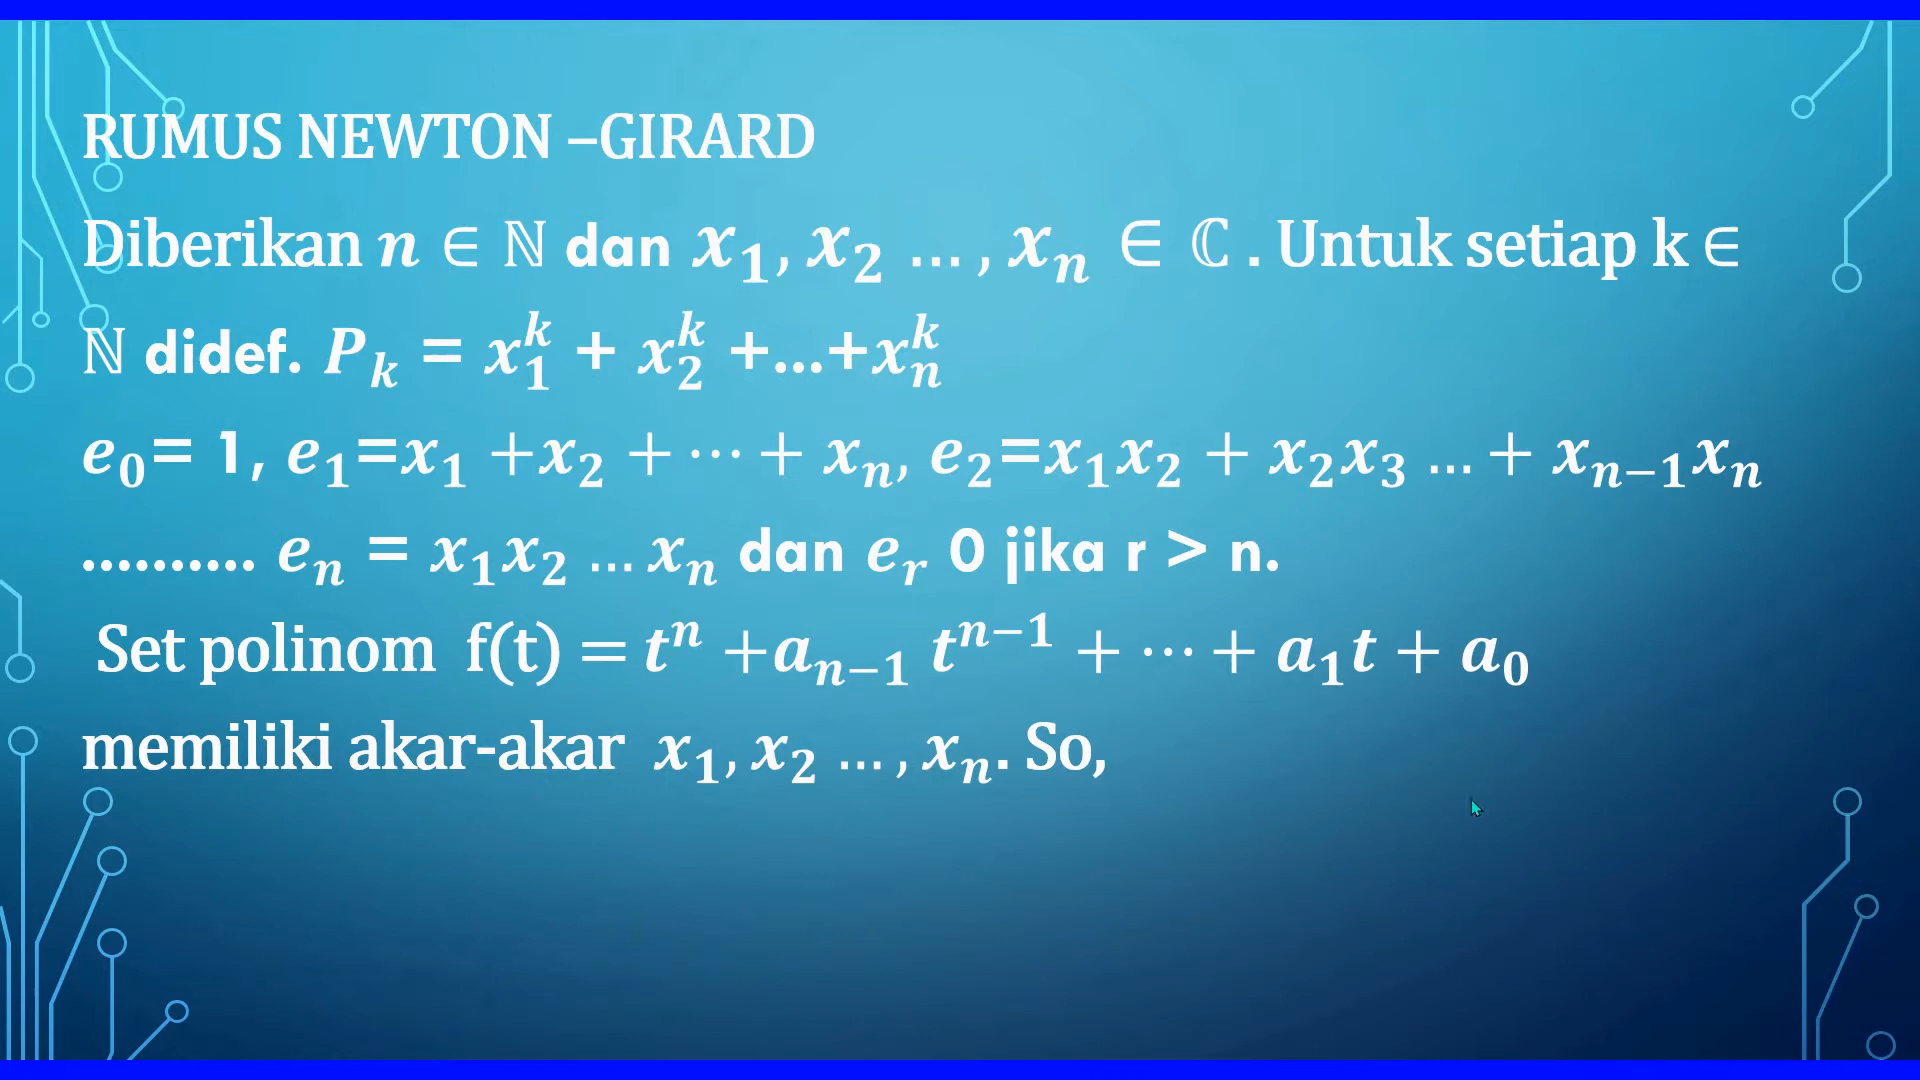 RUMUS NEWTON –GIRARD
Diberikan n ∈ ℕ dan x₁, x₂ …, xₙ ∈ ℂ . Untuk setiap k ∈
ℕ didef. Pₖ = x₁ᵏ + x₂ᵏ +...+xₙᵏ
e₀= 1, e₁=x₁ +x₂ + ⋯ + xₙ, e₂=x₁x₂ + x₂x₃ … + xₙ₋₁xₙ
.......... eₙ = x₁x₂ … xₙ dan eᵣ 0 jika r > n.
Set polinom f(t) = tⁿ +aₙ₋₁ tⁿ⁻¹ + ⋯ + a₁t + a₀
memiliki akar-akar x₁, x₂ …, xₙ. So,